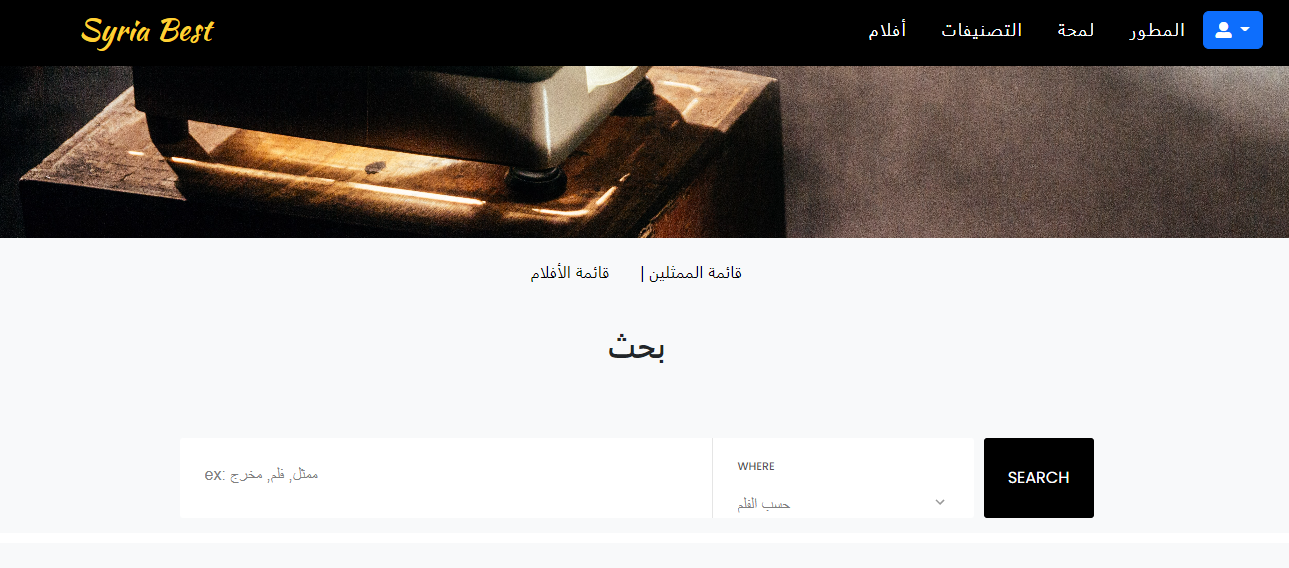 Syria Best
أفلام التصنيفات لمحة المطور
قائمة الممثلين | قائمة الأفلام
بحث
WHERE
ex: ممثل, فلم, مخرج
حسب الفلم
SEARCH